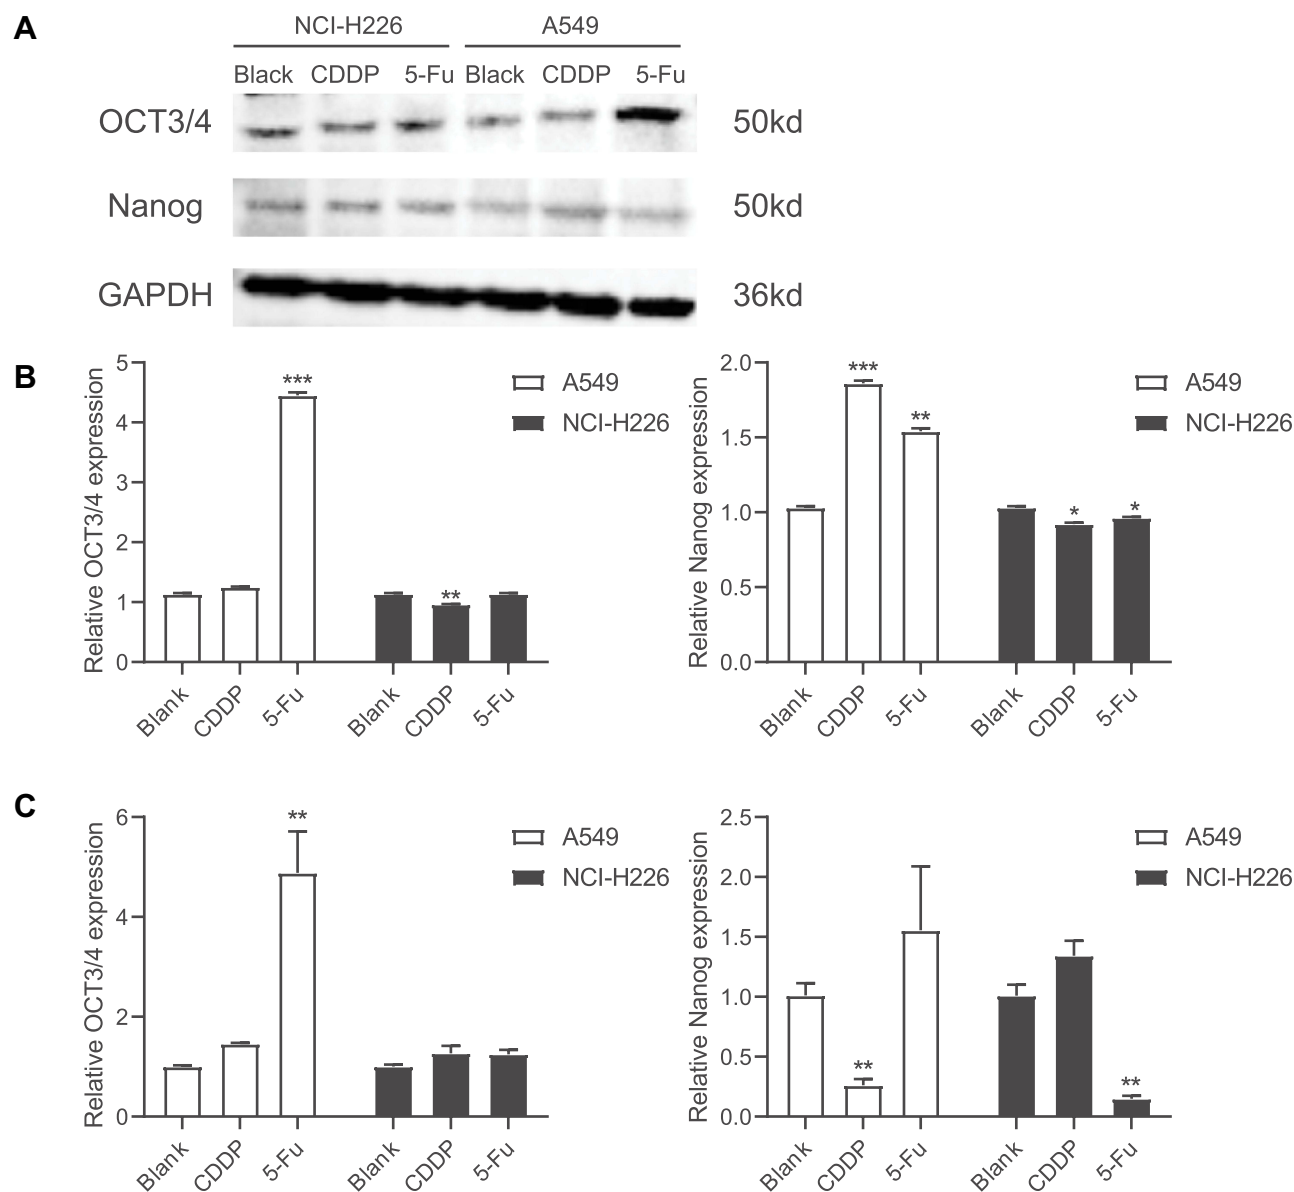 A
NCI-H226 A549
Black CDDP 5-Fu Black CDDP 5-Fu
OCT3/4 50kd
Nanog 50kd
GAPDH 36kd
B
Relative OCT3/4 expression
5
4
3
2
1
0
***
**
A549
NCI-H226
Blank CDDP 5-Fu Blank CDDP 5-Fu
Relative Nanog expression
2.0
1.5
1.0
0.5
0.0
***
**
*
*
A549
NCI-H226
Blank CDDP 5-Fu Blank CDDP 5-Fu
C
Relative OCT3/4 expression
6
4
2
0
**
A549
NCI-H226
Blank CDDP 5-Fu Blank CDDP 5-Fu
Relative Nanog expression
2.5
2.0
1.5
1.0
0.5
0.0
**
**
A549
NCI-H226
Blank CDDP 5-Fu Blank CDDP 5-Fu